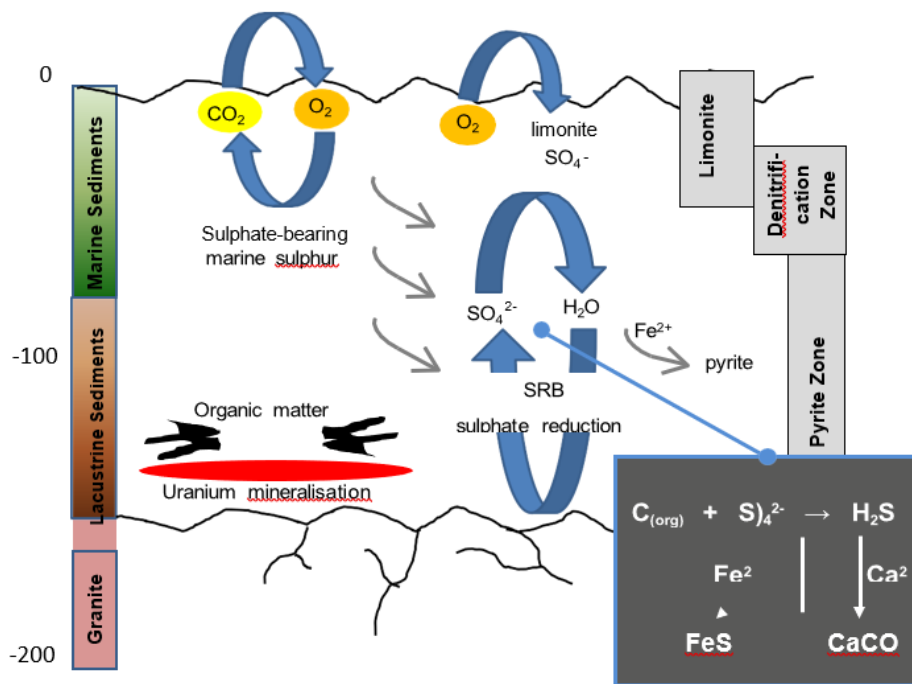 0
-100
-200
Marine Sediments
Lacustrine Sediments
Granite
CO₂
O₂
O₂
limonite
SO₄-
Sulphate-bearing
marine sulphur
SO₄²⁻
H₂O
Fe²⁺
pyrite
SRB
sulphate reduction
Organic matter
Uranium mineralisation
Limonite
Denitrifi-
cation
Zone
Pyrite Zone
C(org) + S)₄²⁻ → H₂S
Fe² Ca²
FeS CaCO